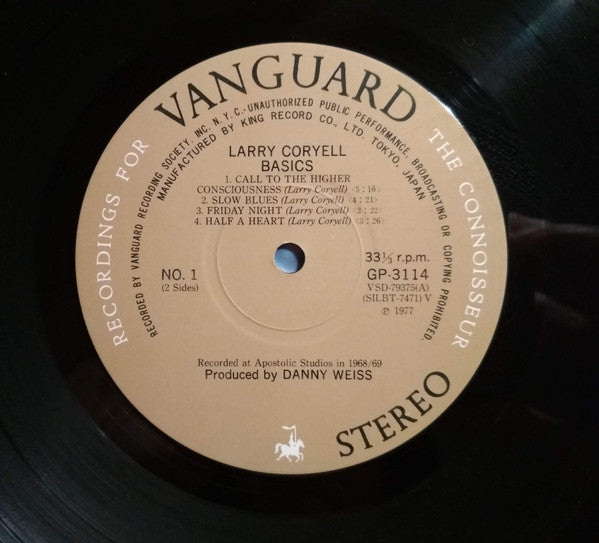 RECORDINGS FOR VANGUARD THE CONNOISSEUR
RECORDED BY VANGUARD RECORDING SOCIETY, INC. N.Y.C.-UNAUTHORIZED PUBLIC PERFORMANCE, BROADCASTING OR COPYING PROHIBITED.
MANUFACTURED BY KING RECORD CO., LTD. TOKYO, JAPAN
LARRY CORYELL
BASICS
1. CALL TO THE HIGHER
CONSCIOUSNESS (Larry Coryell) <5:16>
2. SLOW BLUES (Larry Coryell) <4:21>
3. FRIDAY NIGHT (Larry Coryell) <2:22>
4. HALF A HEART (Larry Coryell) <3:26>
NO. 1
(2 Sides)
33⅓ r.p.m.
GP-3114
VSD-79375(A)
(SILBT-7471) V
℗ 1977
Recorded at Apostolic Studios in 1968/69
Produced by DANNY WEISS
STEREO